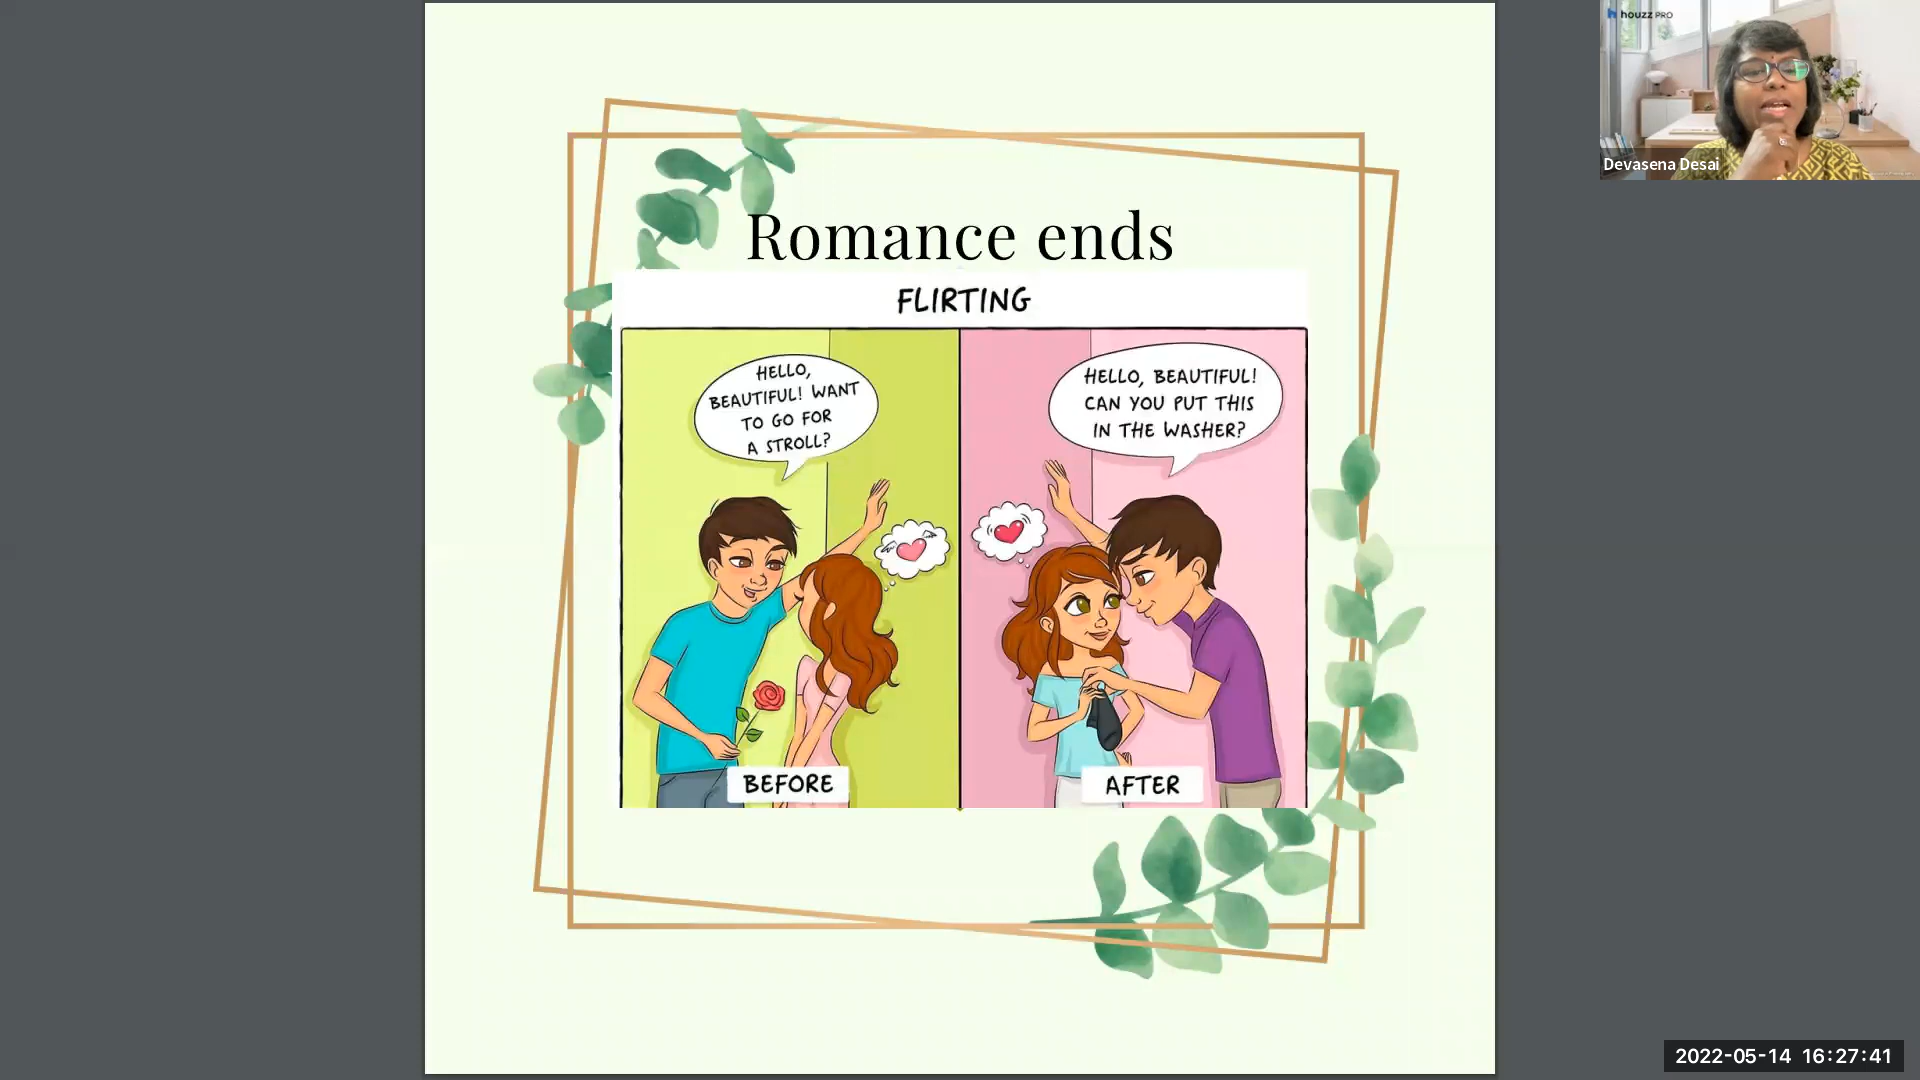 houzz PRO
Devasena Desai
Romance ends
FLIRTING
HELLO,
BEAUTIFUL! WANT
TO GO FOR
A STROLL?
HELLO, BEAUTIFUL!
CAN YOU PUT THIS
IN THE WASHER?
BEFORE
AFTER
2022-05-14 16:27:41